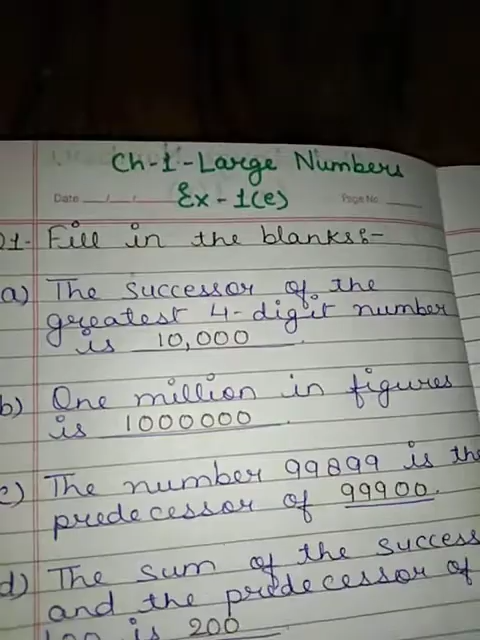 Ch-1-Large Numbers
Date Ex-1(e) Page No
Q1- Fill in the blanks:-
a) The successor of the
greatest 4-digit number
is 10,000.
b) One million in figures
is 1000000.
c) The number 99899 is the
predecessor of 99900.
d) The sum of the success
and the predecessor of
100 is 200